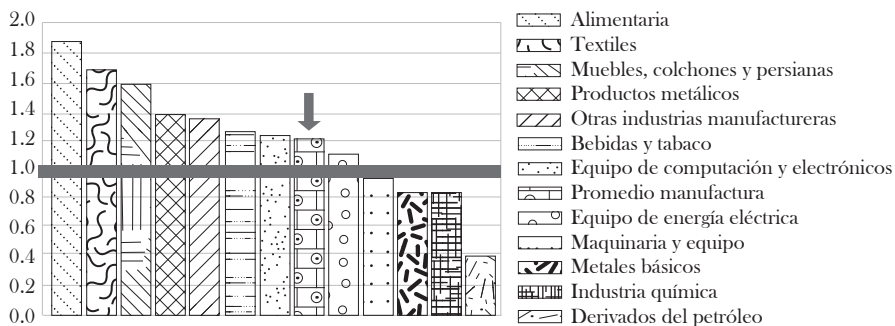 2.0
1.8
1.6
1.4
1.2
1.0
0.8
0.6
0.4
0.2
0.0
Alimentaria
Textiles
Muebles, colchones y persianas
Productos metálicos
Otras industrias manufactureras
Bebidas y tabaco
Equipo de computación y electrónicos
Promedio manufactura
Equipo de energía eléctrica
Maquinaria y equipo
Metales básicos
Industria química
Derivados del petróleo